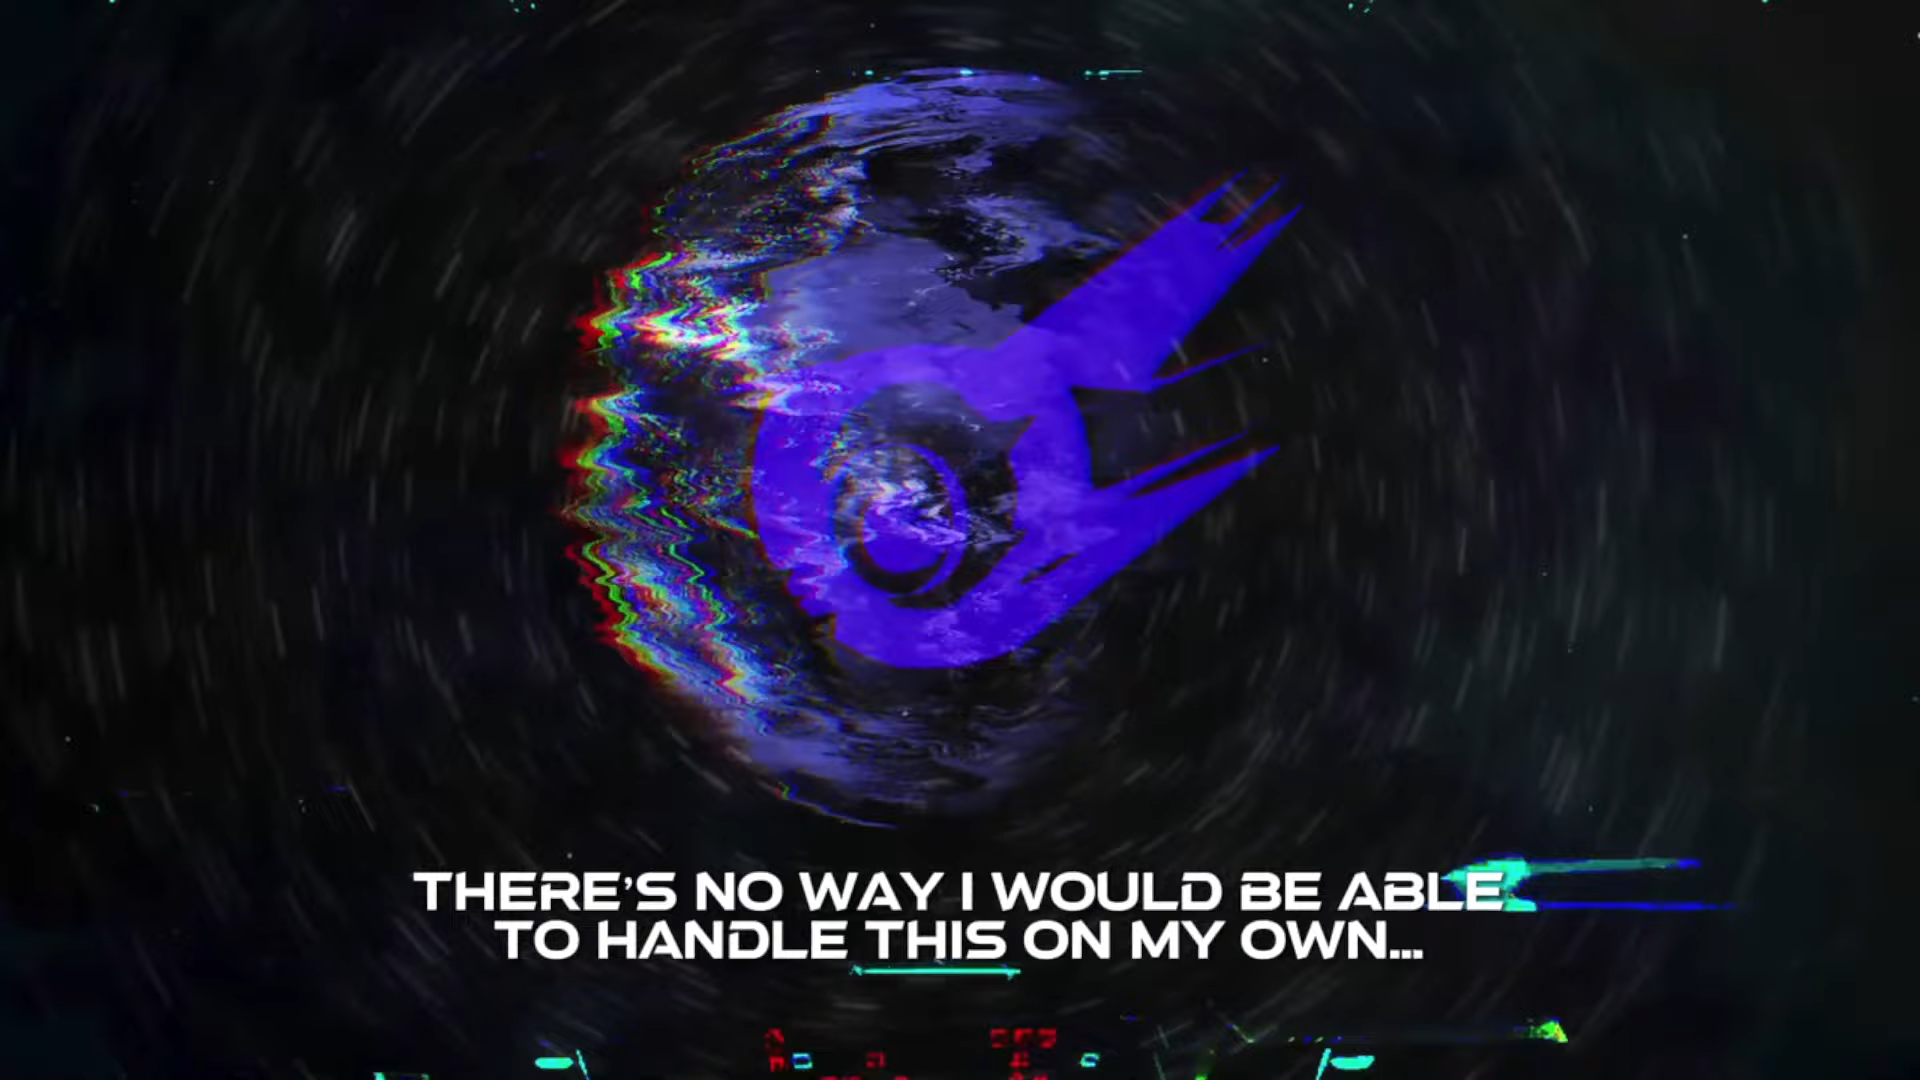 THERE'S NO WAY I WOULD BE ABLE
TO HANDLE THIS ON MY OWN...